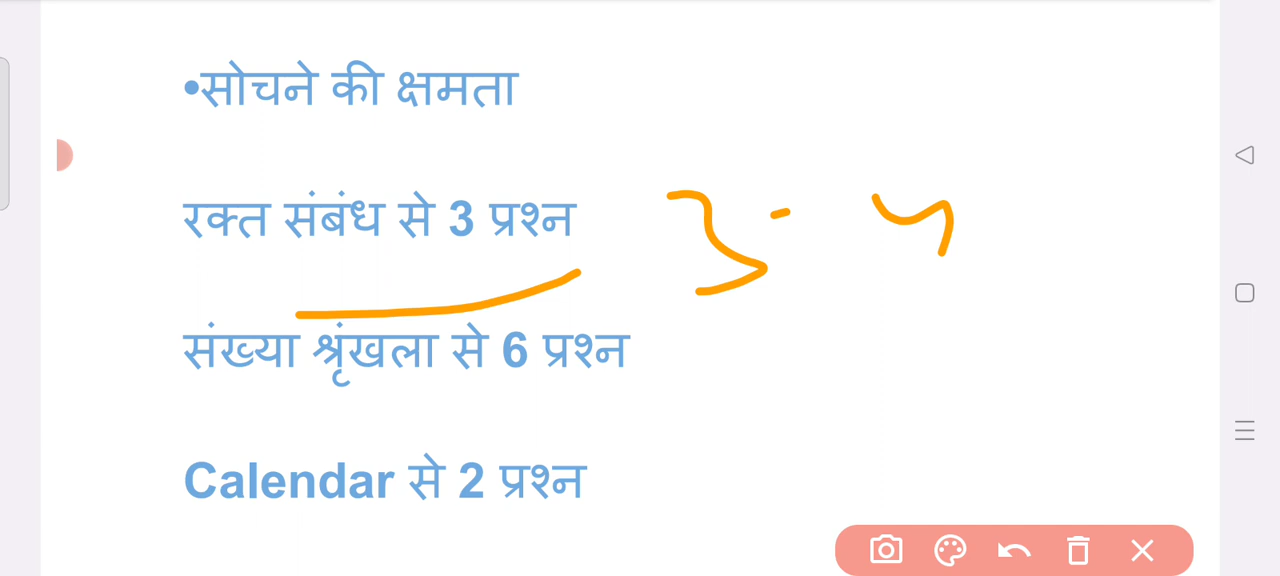 •सोचने की क्षमता
रक्त संबंध से 3 प्रश्न
संख्या श्रृंखला से 6 प्रश्न
Calendar से 2 प्रश्न